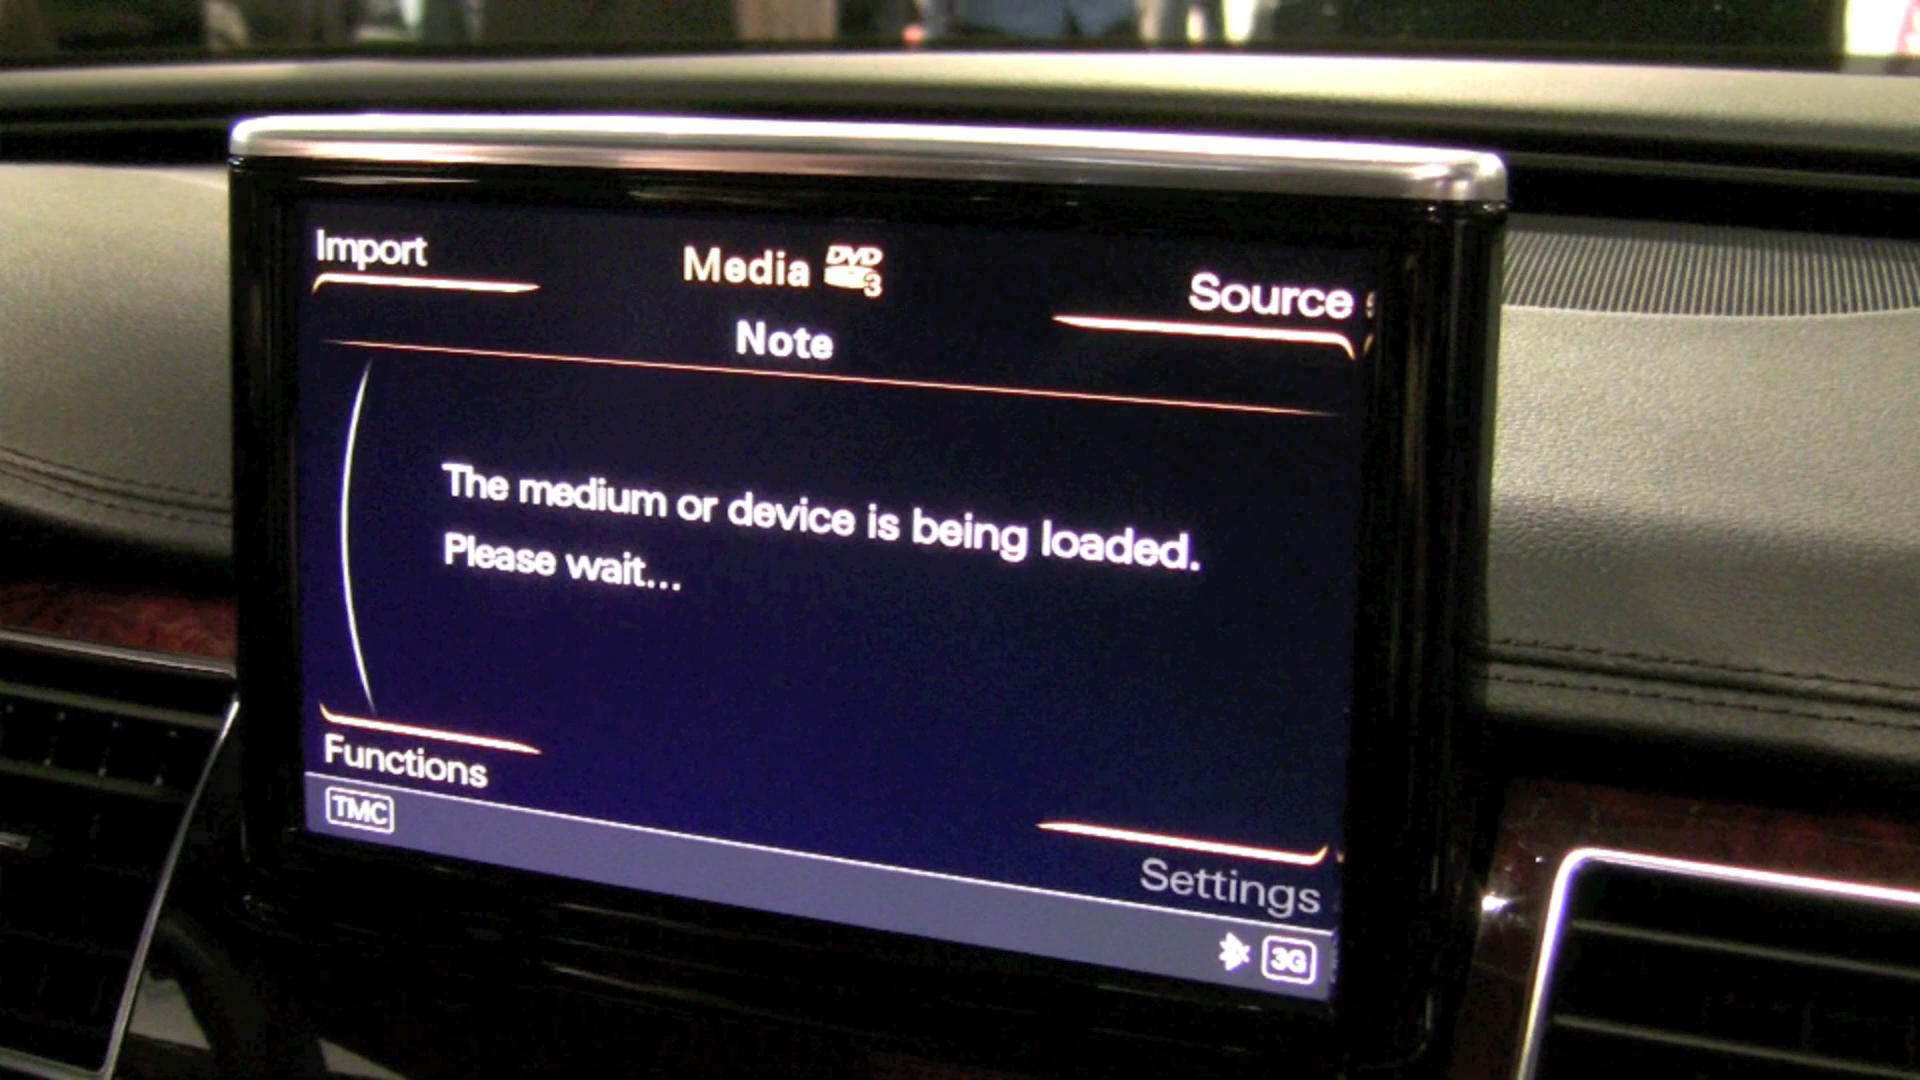 Import
Media DVD 3
Source
Note
The medium or device is being loaded.
Please wait...
Functions
Settings
TMC
3G